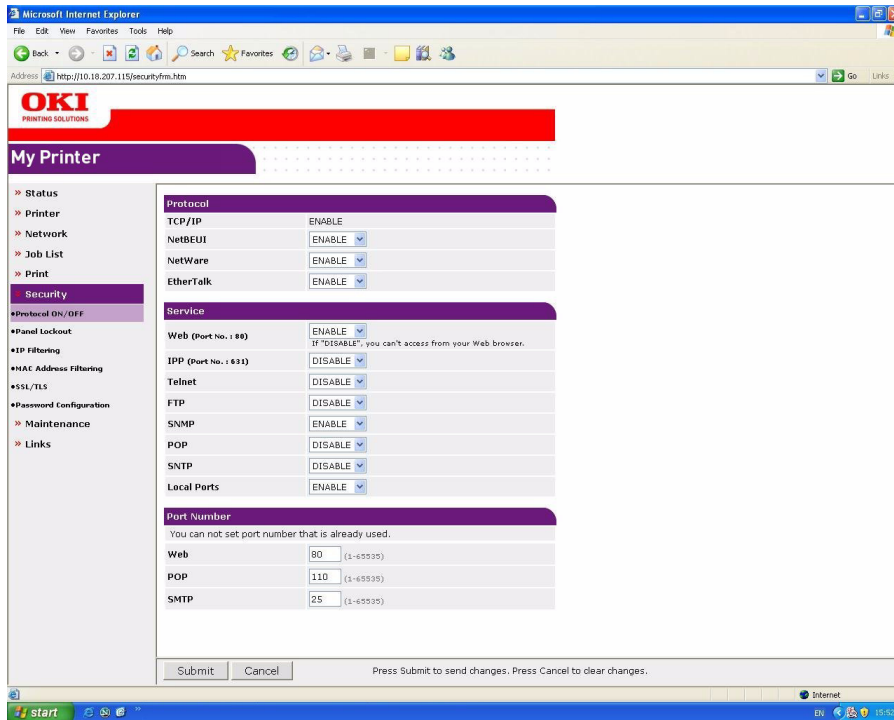 Microsoft Internet Explorer
File Edit View Favorites Tools Help
Back Search Favorites
Address http://10.18.207.115/securityfrm.htm Go Links
OKI
PRINTING SOLUTIONS
My Printer
» Status
» Printer
» Network
» Job List
» Print
Security
•Protocol ON/OFF
•Panel Lockout
•IP Filtering
•MAC Address Filtering
•SSL/TLS
•Password Configuration
» Maintenance
» Links
Protocol
TCP/IP ENABLE
NetBEUI ENABLE
NetWare ENABLE
EtherTalk ENABLE
Service
Web (Port No. : 80) ENABLE
If "DISABLE", you can't access from your Web browser.
IPP (Port No. : 631) DISABLE
Telnet DISABLE
FTP DISABLE
SNMP ENABLE
POP DISABLE
SNTP DISABLE
Local Ports ENABLE
Port Number
You can not set port number that is already used.
Web 80 (1-65535)
POP 110 (1-65535)
SMTP 25 (1-65535)
Submit Cancel Press Submit to send changes. Press Cancel to clear changes.
Internet
start EN 15:52